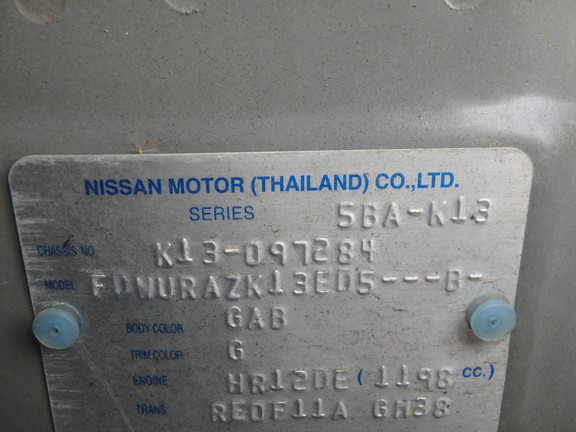 NISSAN MOTOR (THAILAND) CO.,LTD.
SERIES 5BA-K13
CHASSIS NO K13-097284
MODEL FDWURAZK13ED5---B-
BODY COLOR GAB
TRIM COLOR G
ENGINE HR12DE (1198 CC.)
TRANS. RE0F11A GM38